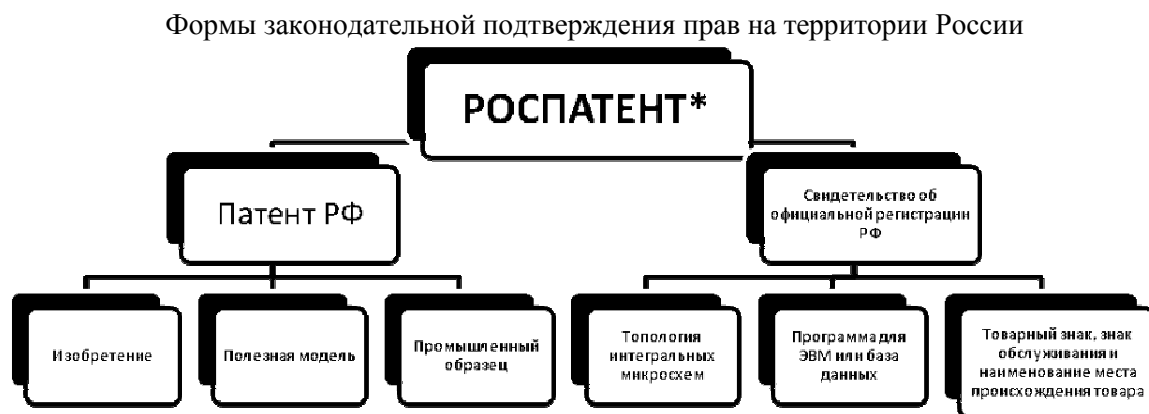 Формы законодательной подтверждения прав на территории России
РОСПАТЕНТ*
Патент РФ
Свидетельство об
официальной регистрации
РФ
Изобретение
Полезная модель
Промышленный
образец
Топология
интегральных
микросхем
Программа для
ЭВМ или база
данных
Товарный знак, знак
обслуживания и
наименование места
происхождения товара